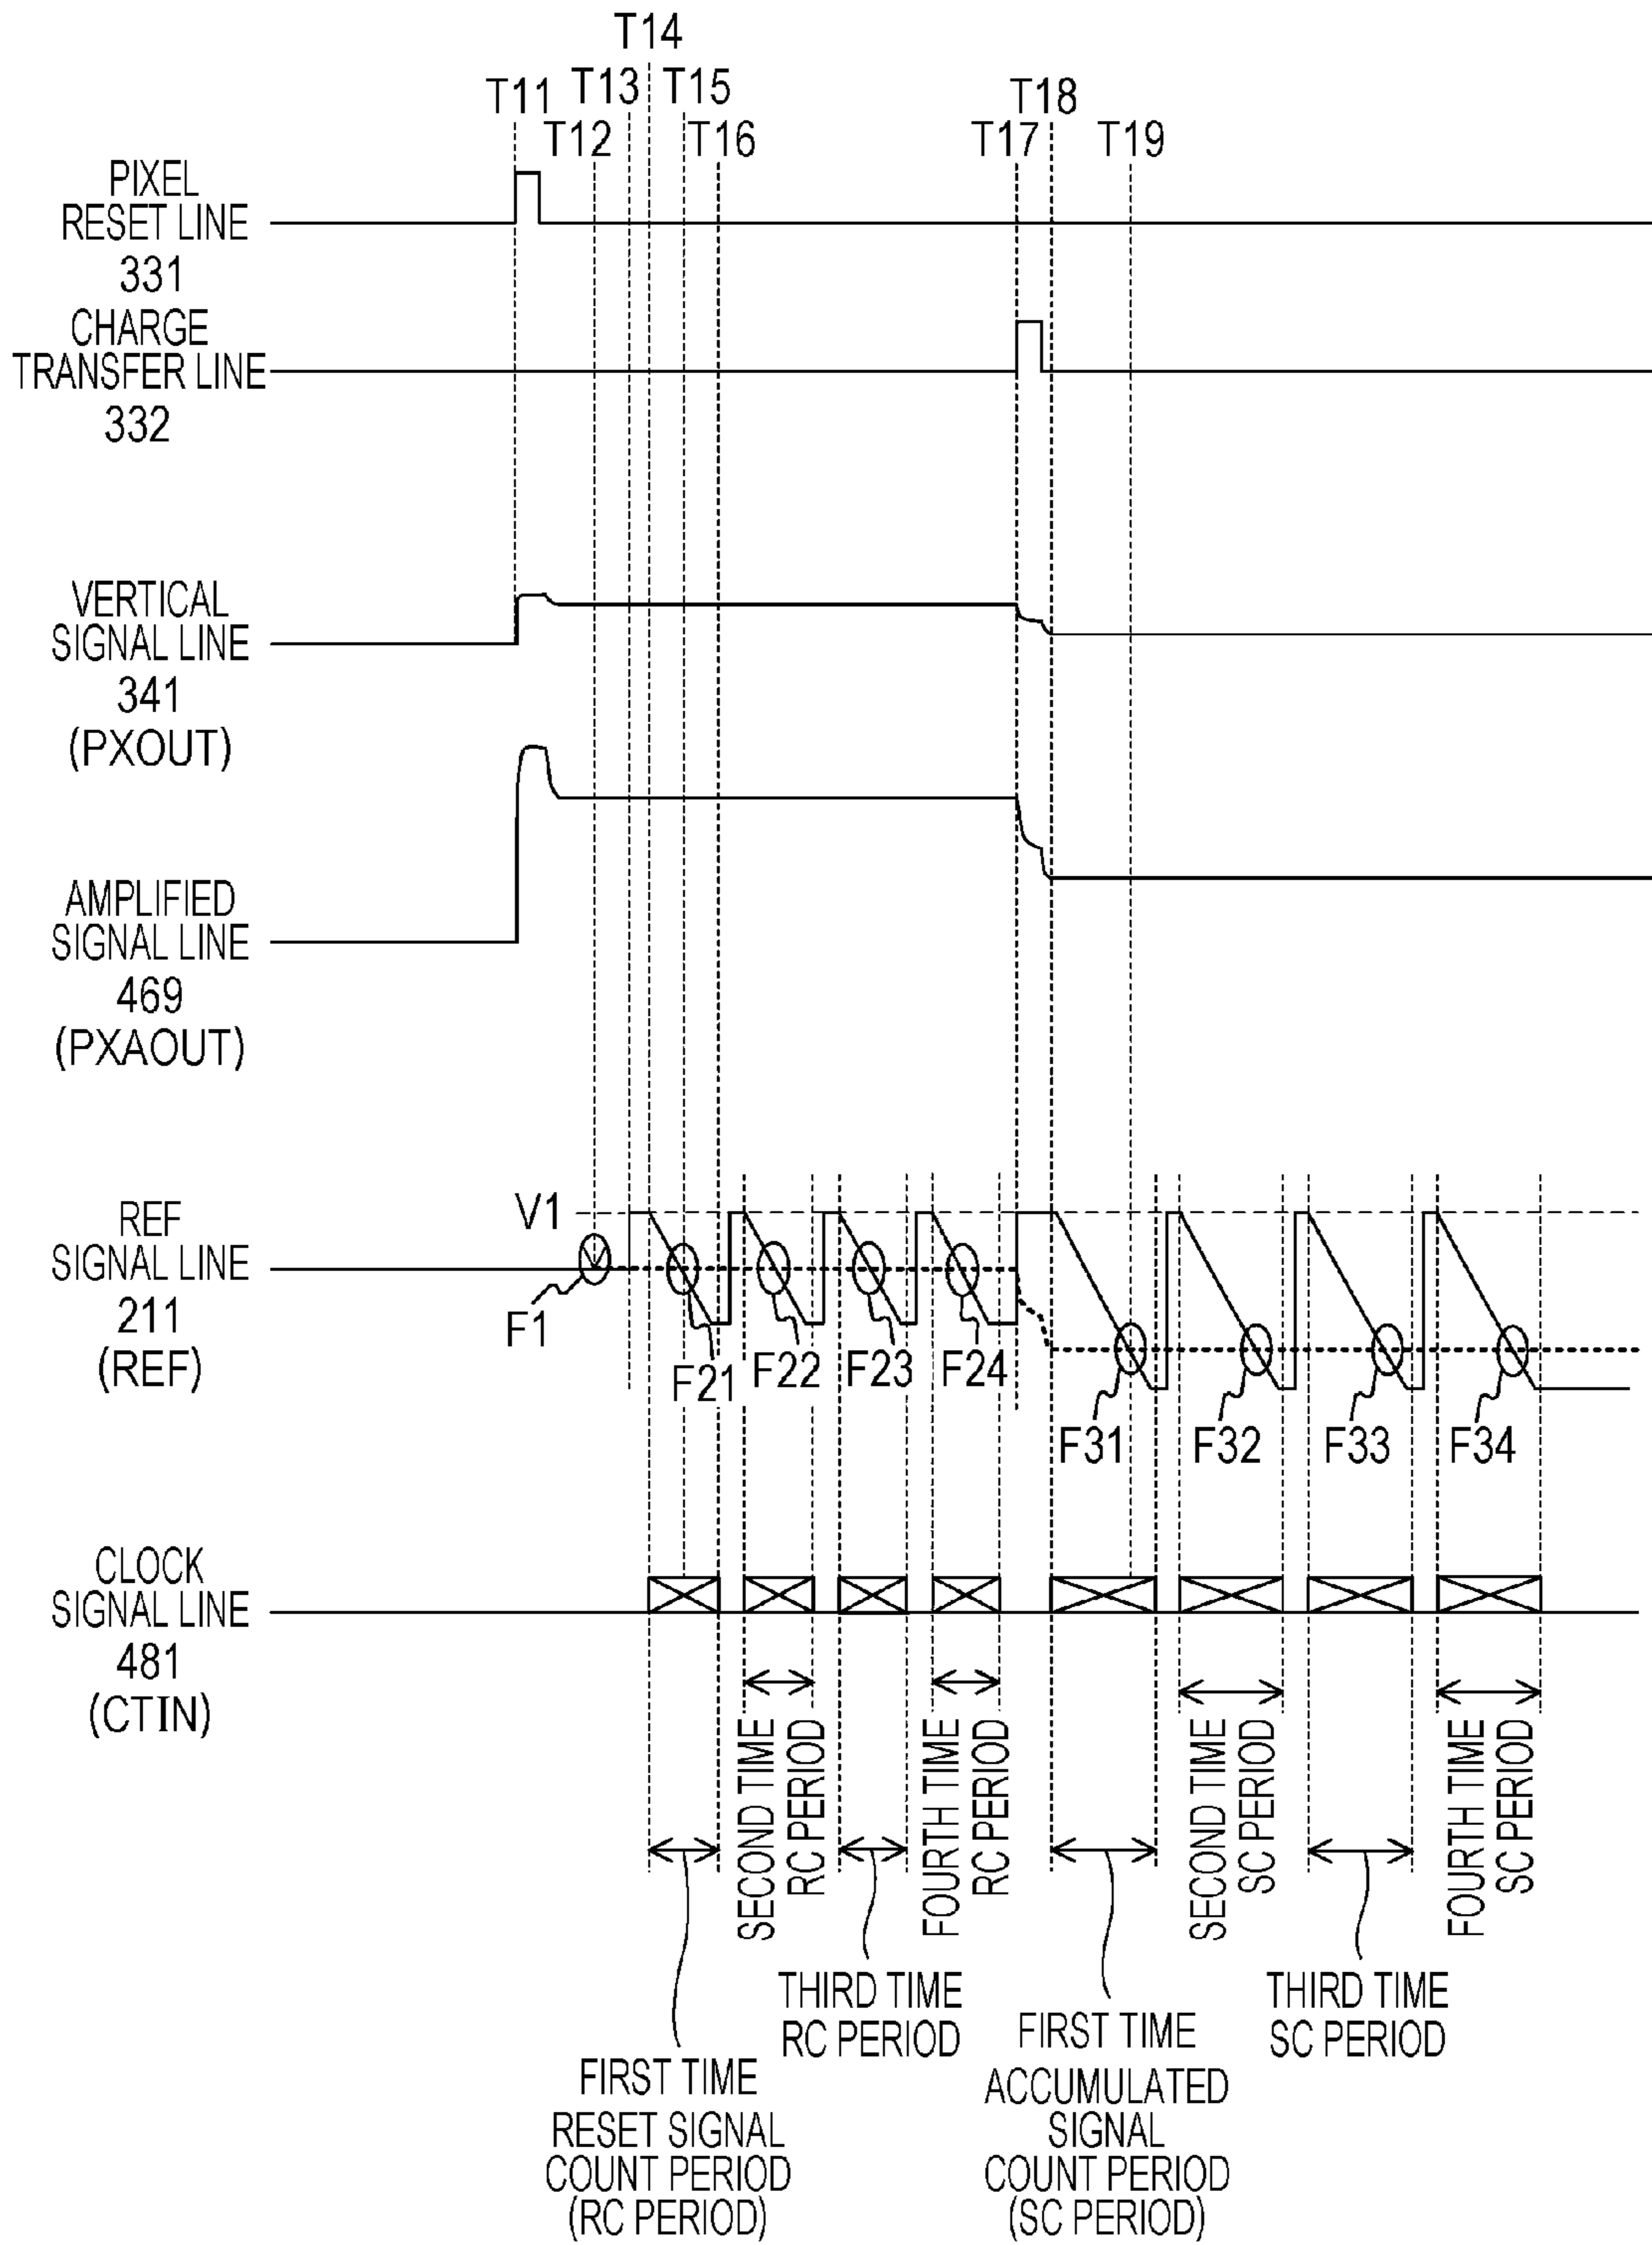 T14
T13
T15
T11
T18
T12
T16
T17
T19
PIXEL
RESET LINE
331
CHARGE
TRANSFER LINE
332
VERTICAL
SIGNAL LINE
341
(PXOUT)
AMPLIFIED
SIGNAL LINE
469
(PXAOUT)
REF
SIGNAL LINE
211
(REF)
V1
F1
F21
F22
F23
F24
F31
F32
F33
F34
CLOCK
SIGNAL LINE
481
(CTIN)
SECOND TIME
RC PERIOD
FOURTH TIME
RC PERIOD
SECOND TIME
SC PERIOD
FOURTH TIME
SC PERIOD
THIRD TIME
RC PERIOD
THIRD TIME
SC PERIOD
FIRST TIME
RESET SIGNAL
COUNT PERIOD
(RC PERIOD)
FIRST TIME
ACCUMULATED
SIGNAL
COUNT PERIOD
(SC PERIOD)